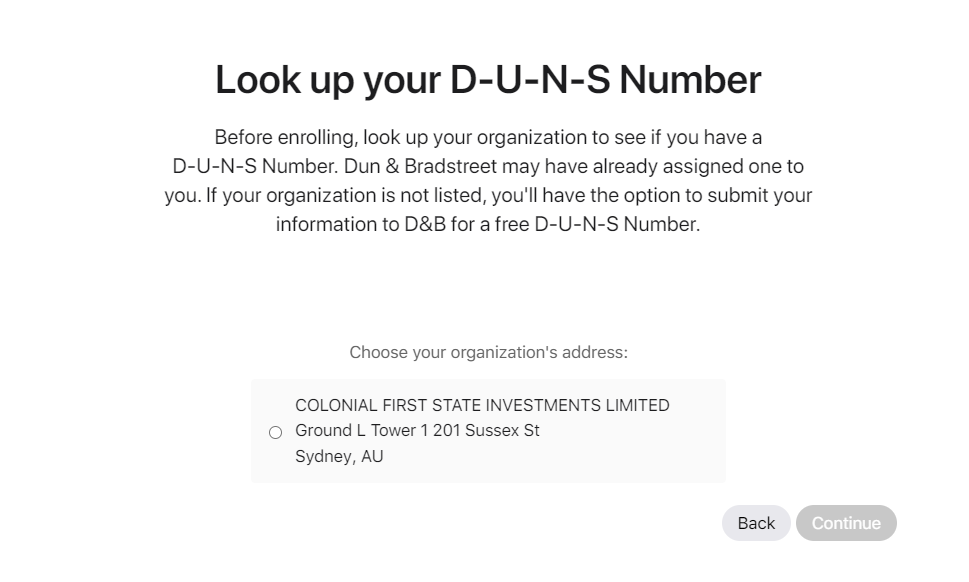 Look up your D-U-N-S Number
Before enrolling, look up your organization to see if you have a
D-U-N-S Number. Dun & Bradstreet may have already assigned one to
you. If your organization is not listed, you'll have the option to submit your
information to D&B for a free D-U-N-S Number.
Choose your organization's address:
COLONIAL FIRST STATE INVESTMENTS LIMITED
Ground L Tower 1 201 Sussex St
Sydney, AU
Back
Continue